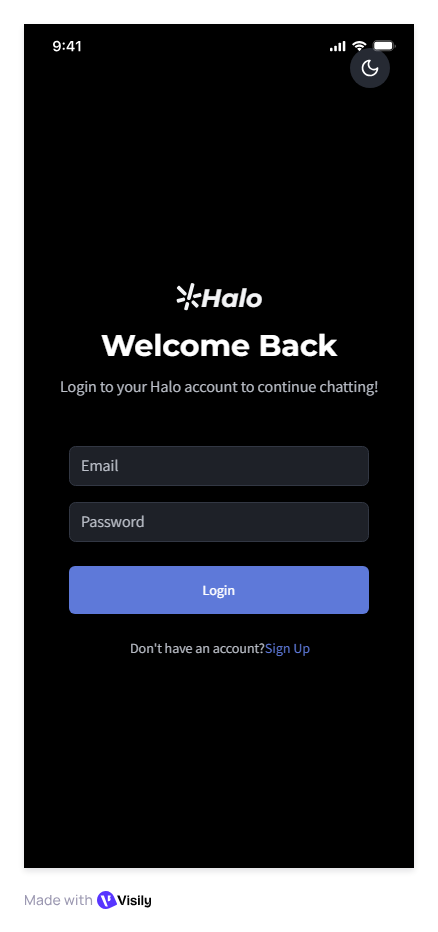 9:41
Halo
Welcome Back
Login to your Halo account to continue chatting!
Email
Password
Login
Don't have an account?Sign Up
Made with Visily